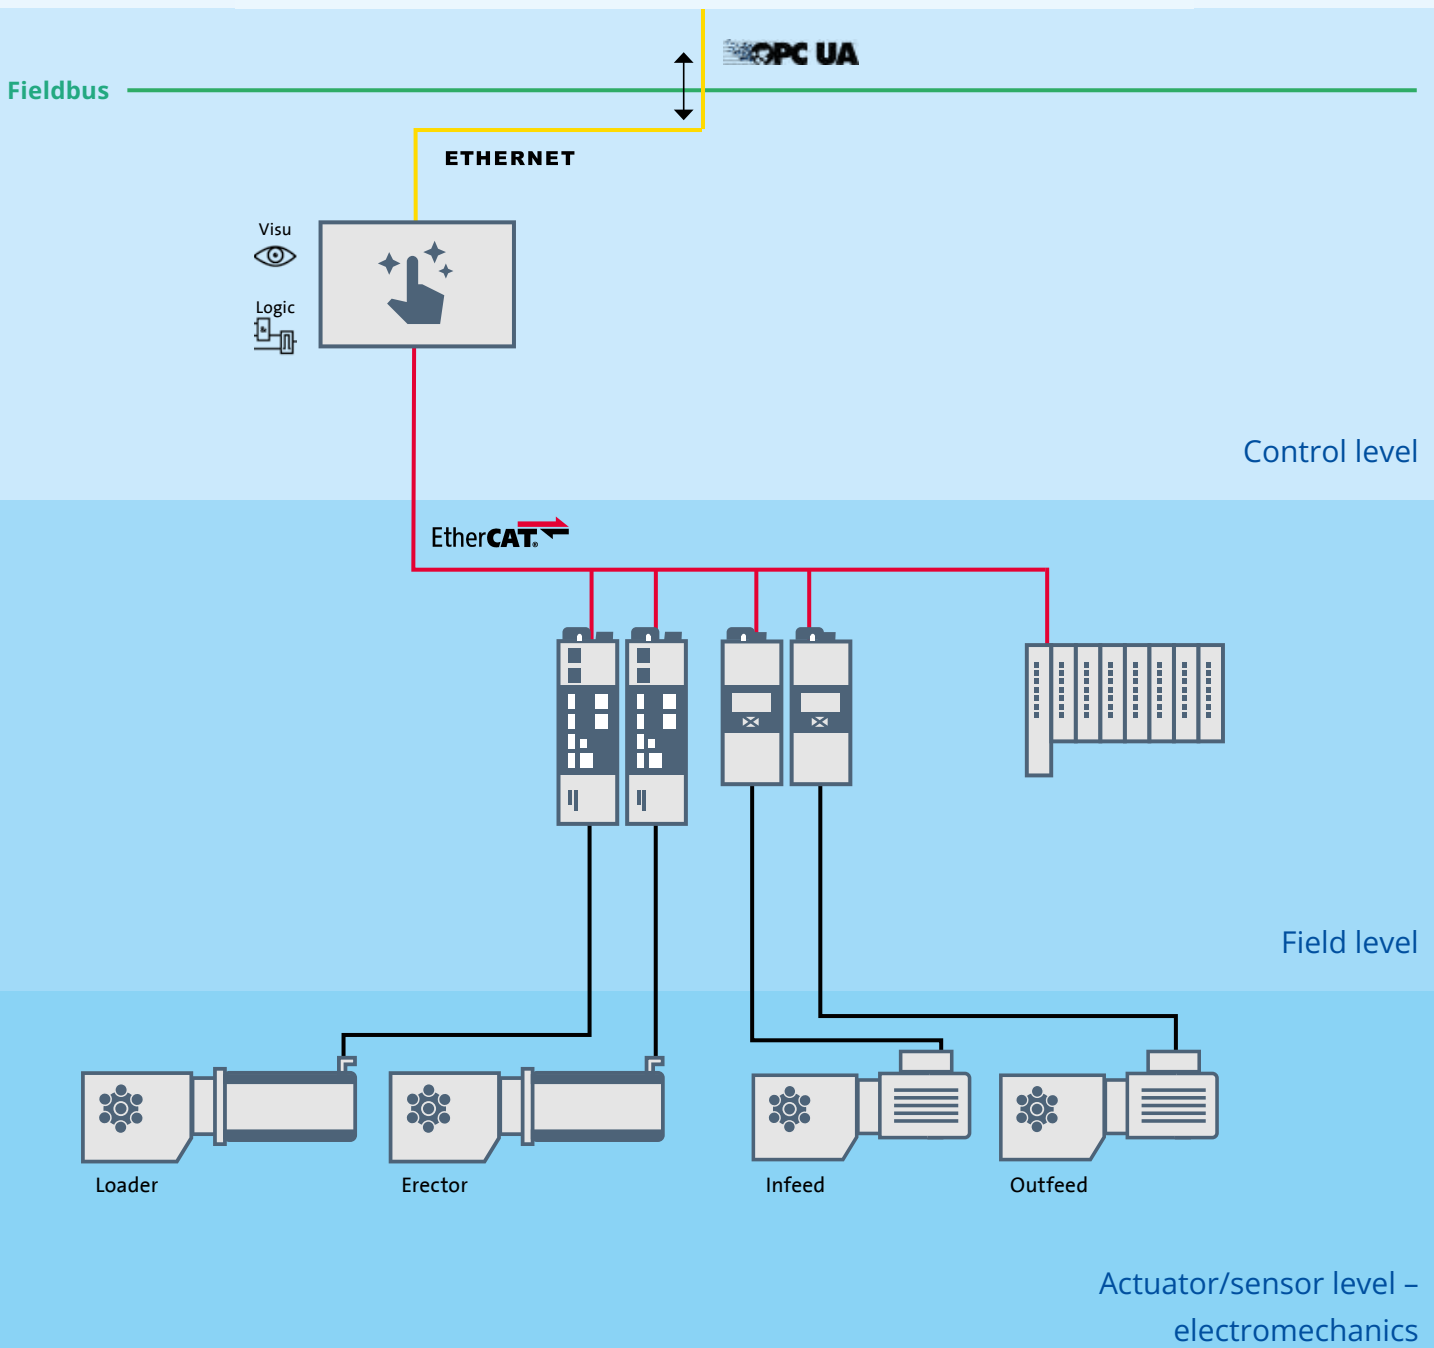 OPC UA
Fieldbus
ETHERNET
Visu
Logic
Control level
EtherCAT®
Field level
Loader
Erector
Infeed
Outfeed
Actuator/sensor level –
electromechanics